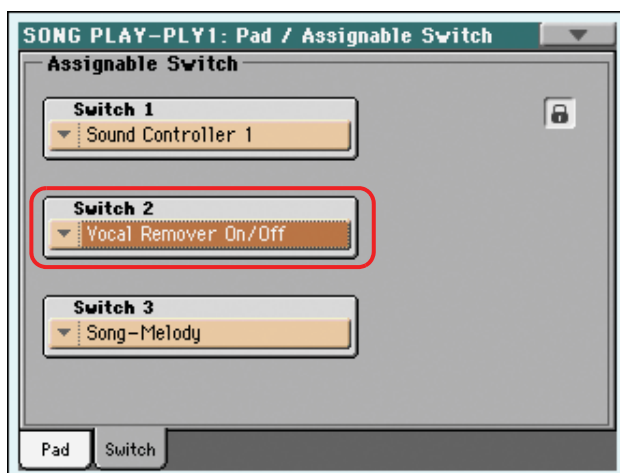 SONG PLAY-PLY1: Pad / Assignable Switch
Assignable Switch
Switch 1
Sound Controller 1
Switch 2
Vocal Remover On/Off
Switch 3
Song-Melody
Pad
Switch